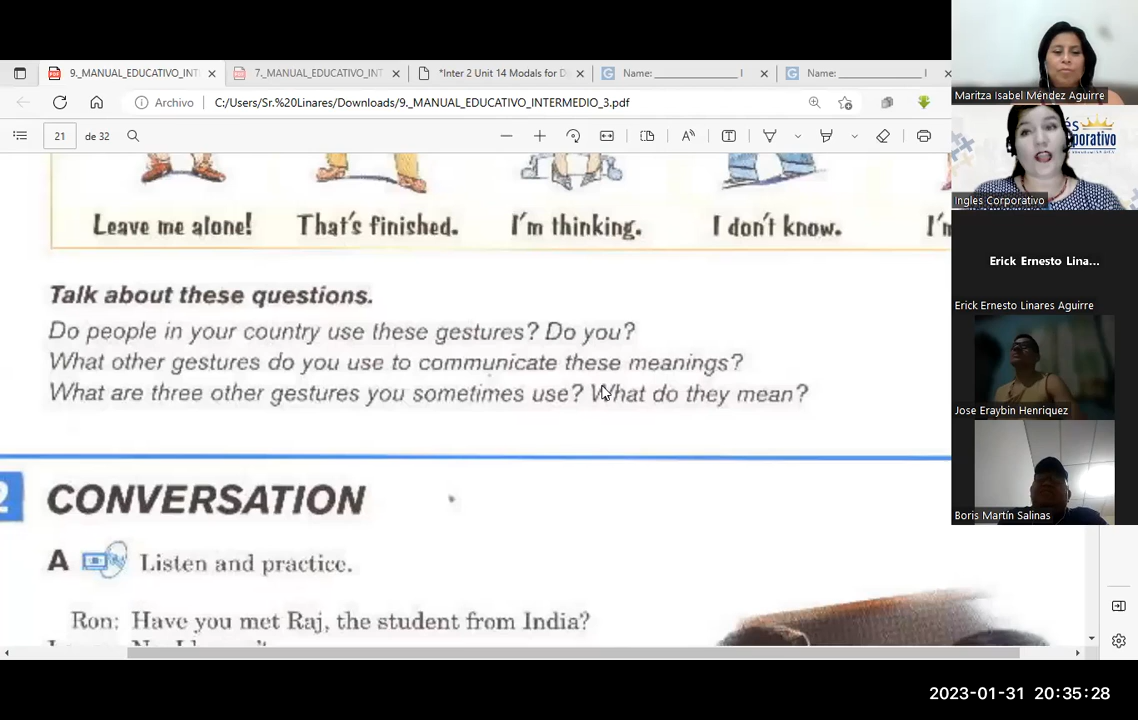 9._MANUAL_EDUCATIVO_INT
7._MANUAL_EDUCATIVO_INT
*Inter 2 Unit 14 Modals for D
Name: ______________ I
Name: ______________ I
Archivo
C:/Users/Sr.%20Linares/Downloads/9._MANUAL_EDUCATIVO_INTERMEDIO_3.pdf
21
de 32
Leave me alone!
That's finished.
I'm thinking.
I don't know.
Talk about these questions.
Do people in your country use these gestures? Do you?
What other gestures do you use to communicate these meanings?
What are three other gestures you sometimes use? What do they mean?
2 CONVERSATION
A Listen and practice.
Ron: Have you met Raj, the student from India?
Maritza Isabel Méndez Aguirre
Ingles Corporativo
Erick Ernesto Lina...
Erick Ernesto Linares Aguirre
Jose Eraybin Henriquez
Boris Martín Salinas
2023-01-31 20:35:28